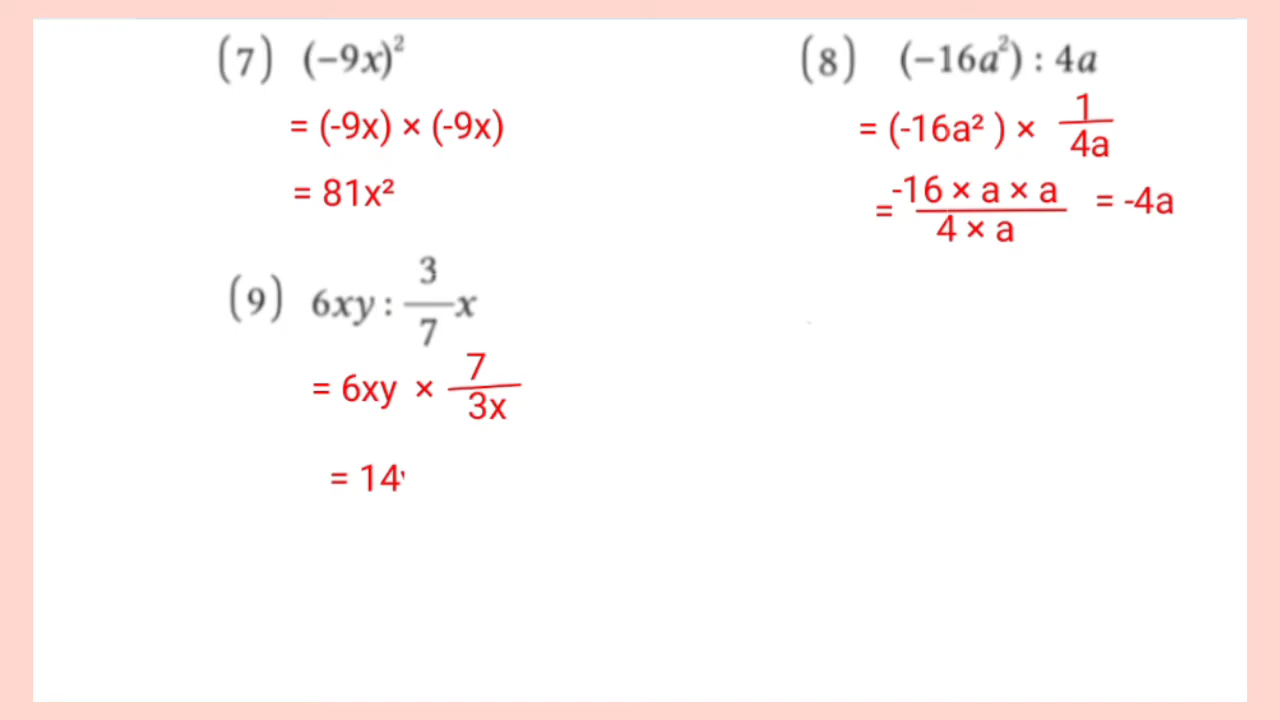 (7) (−9x)²
= (-9x) × (-9x)
= 81x²
(8) (−16a²) : 4a
= (-16a² ) × 1/4a
= -16 × a × a / 4 × a = -4a
(9) 6xy : 3/7 x
= 6xy × 7/3x
= 14